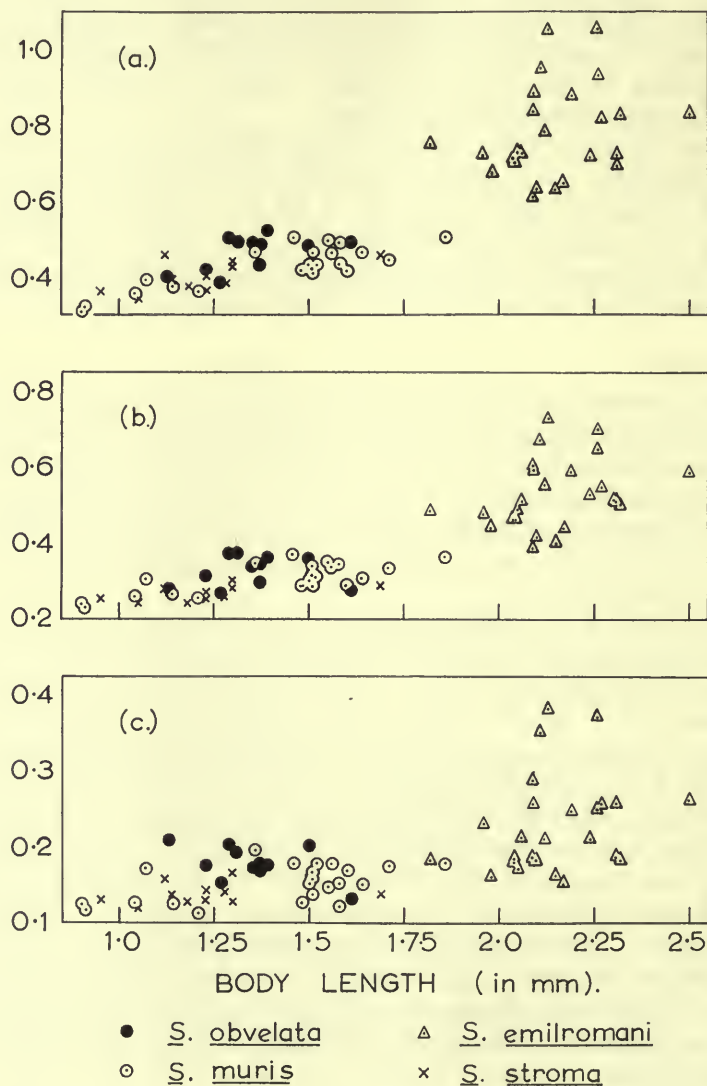 (a.)
1·0
0·8
0·6
0·4
(b.)
0·8
0·6
0·4
0·2
(c.)
0·4
0·3
0·2
0·1
1·0 1·25 1·5 1·75 2·0 2·25 2·5
BODY LENGTH (in mm).
S. obvelata S. emilromani
S. muris S. stroma